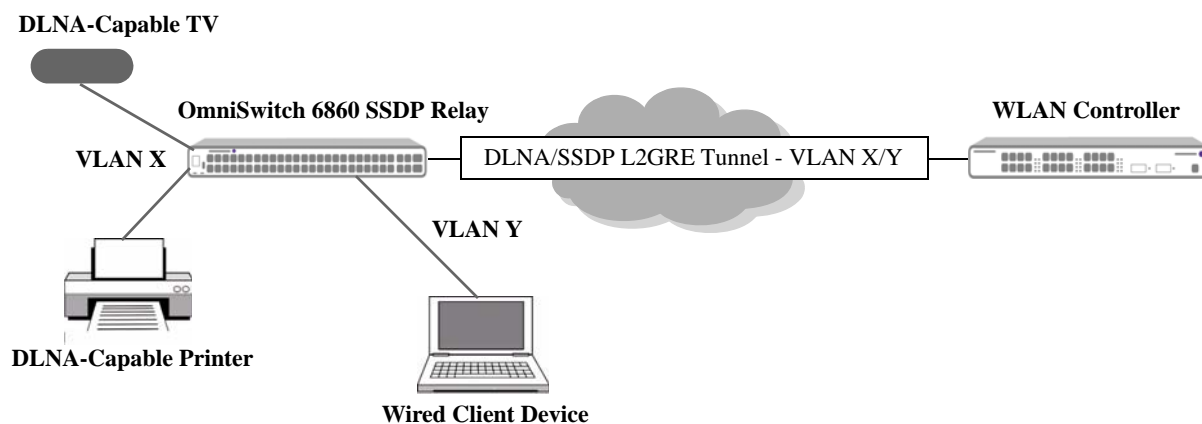 DLNA-Capable TV
OmniSwitch 6860 SSDP Relay
WLAN Controller
VLAN X
DLNA/SSDP L2GRE Tunnel - VLAN X/Y
VLAN Y
DLNA-Capable Printer
Wired Client Device